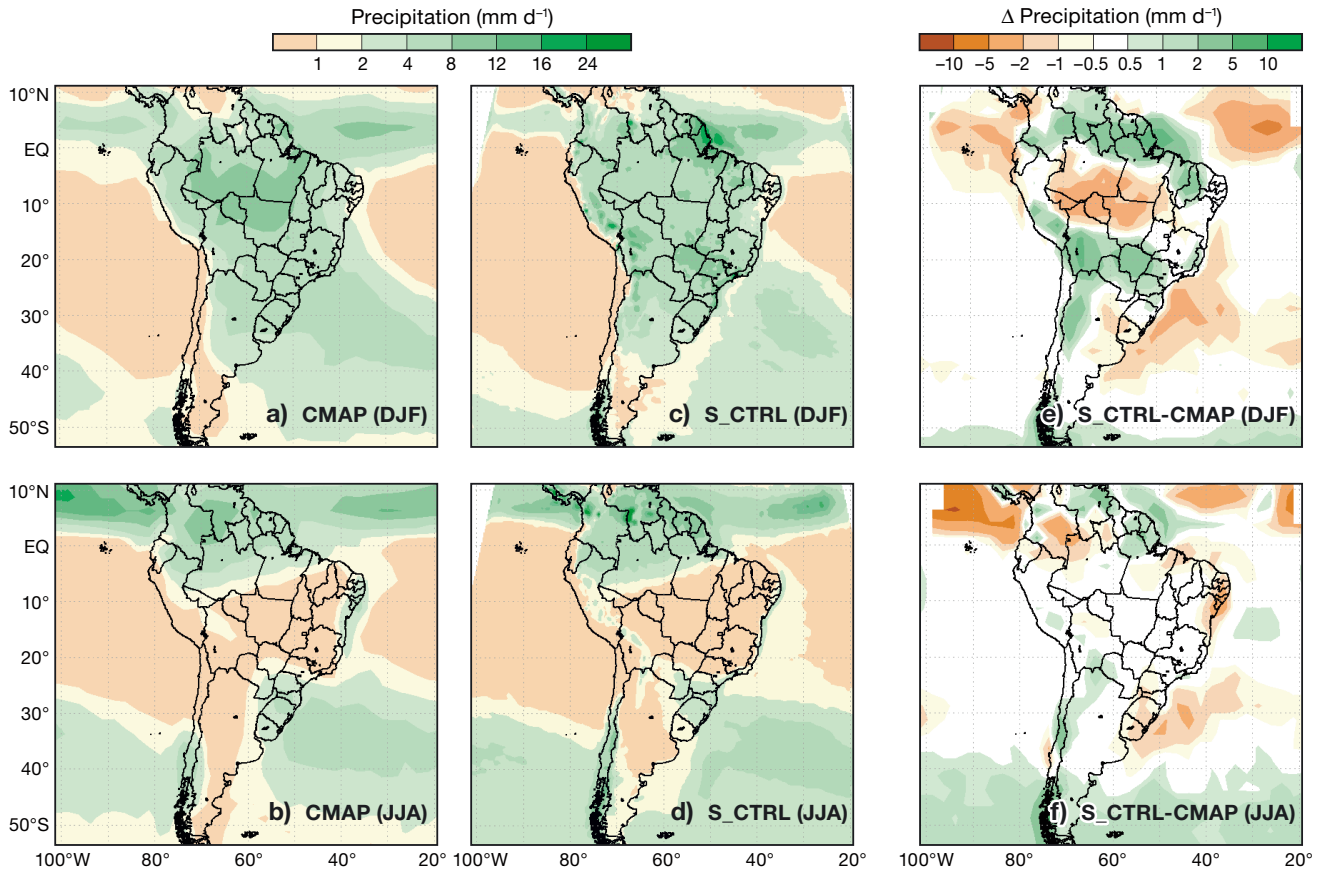 Precipitation (mm d⁻¹)
1 2 4 8 12 16 24
Δ Precipitation (mm d⁻¹)
−10 −5 −2 −1 −0.5 0.5 1 2 5 10
10°N
EQ
10°
20°
30°
40°
50°S
a) CMAP (DJF)
c) S_CTRL (DJF)
e) S_CTRL-CMAP (DJF)
10°N
EQ
10°
20°
30°
40°
50°S
b) CMAP (JJA)
d) S_CTRL (JJA)
f) S_CTRL-CMAP (JJA)
100°W 80° 60° 40° 20°
80° 60° 40° 20°
100°W 80° 60° 40° 20°